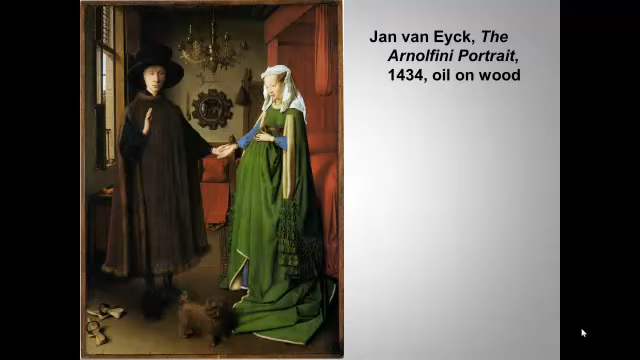 Jan van Eyck, The
Arnolfini Portrait,
1434, oil on wood